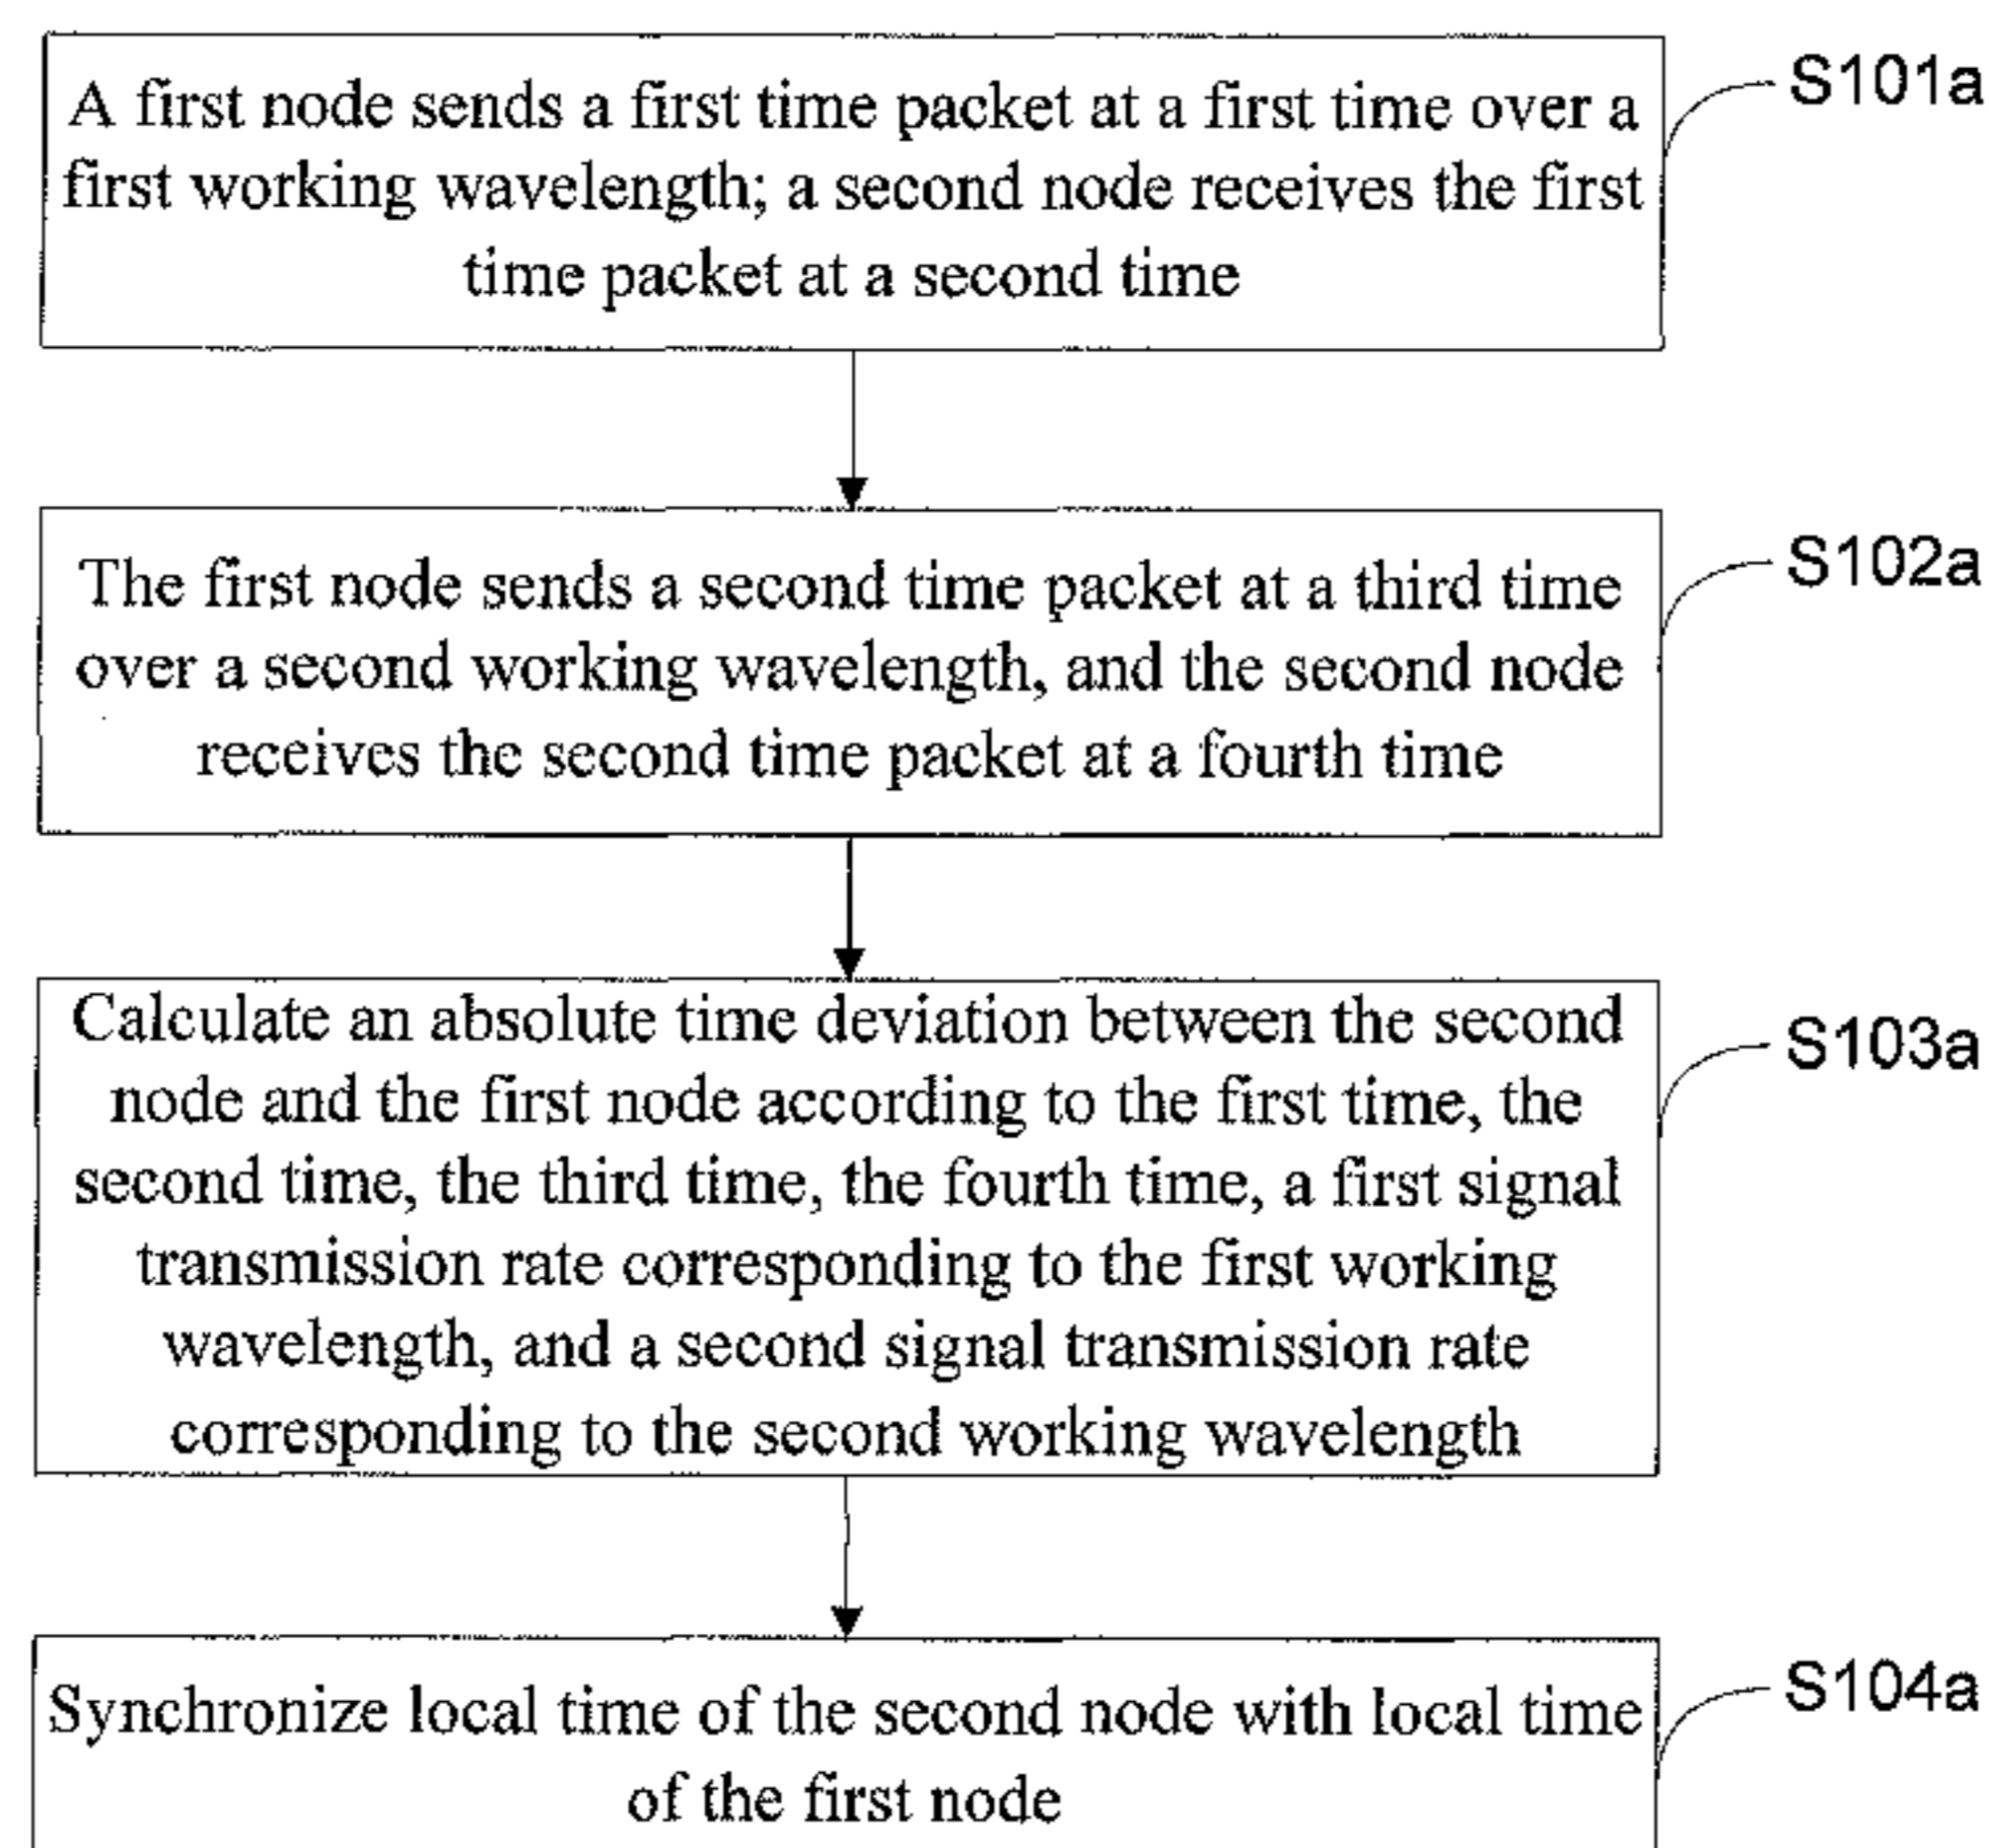 A first node sends a first time packet at a first time over a
first working wavelength; a second node receives the first
time packet at a second time
S101a
The first node sends a second time packet at a third time
over a second working wavelength, and the second node
receives the second time packet at a fourth time
S102a
Calculate an absolute time deviation between the second
node and the first node according to the first time, the
second time, the third time, the fourth time, a first signal
transmission rate corresponding to the first working
wavelength, and a second signal transmission rate
corresponding to the second working wavelength
S103a
Synchronize local time of the second node with local time
of the first node
S104a